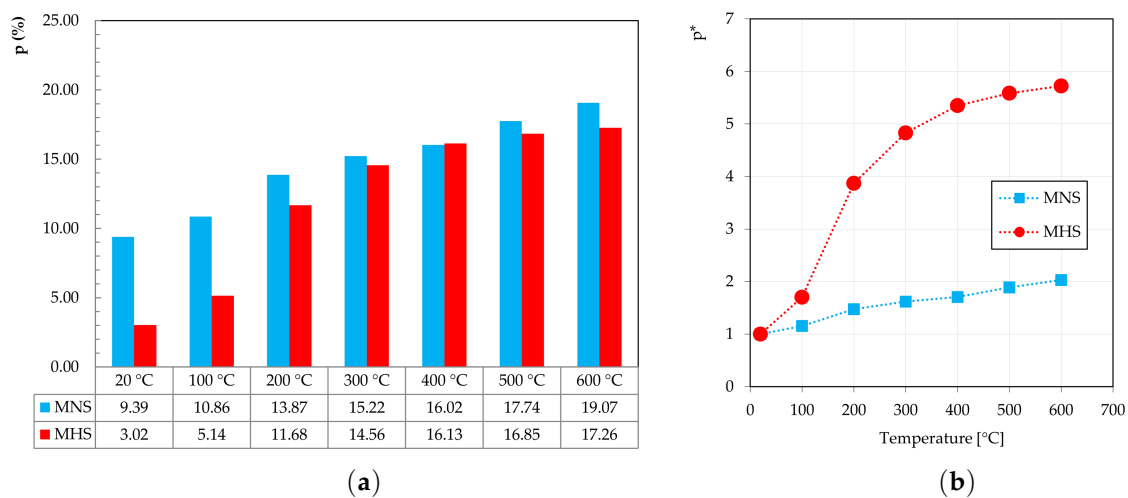 p (%)
25.00
20.00
15.00
10.00
5.00
0.00
20 °C 100 °C 200 °C 300 °C 400 °C 500 °C 600 °C
MNS 9.39 10.86 13.87 15.22 16.02 17.74 19.07
MHS 3.02 5.14 11.68 14.56 16.13 16.85 17.26
(a)
p*
7
6
5
4
3
2
1
0
MNS
MHS
0 100 200 300 400 500 600 700
Temperature [°C]
(b)